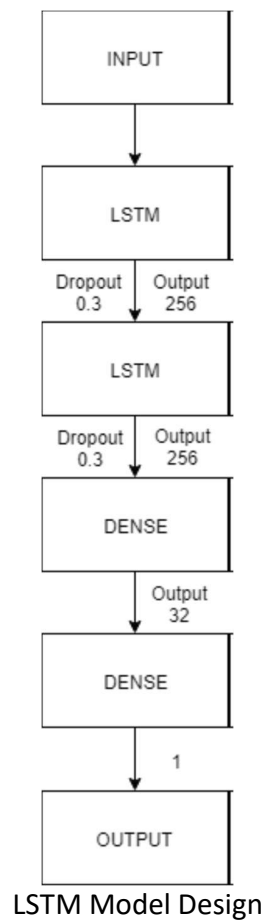 INPUT
LSTM
Dropout Output
0.3 256
LSTM
Dropout Output
0.3 256
DENSE
Output
32
DENSE
1
OUTPUT
LSTM Model Design